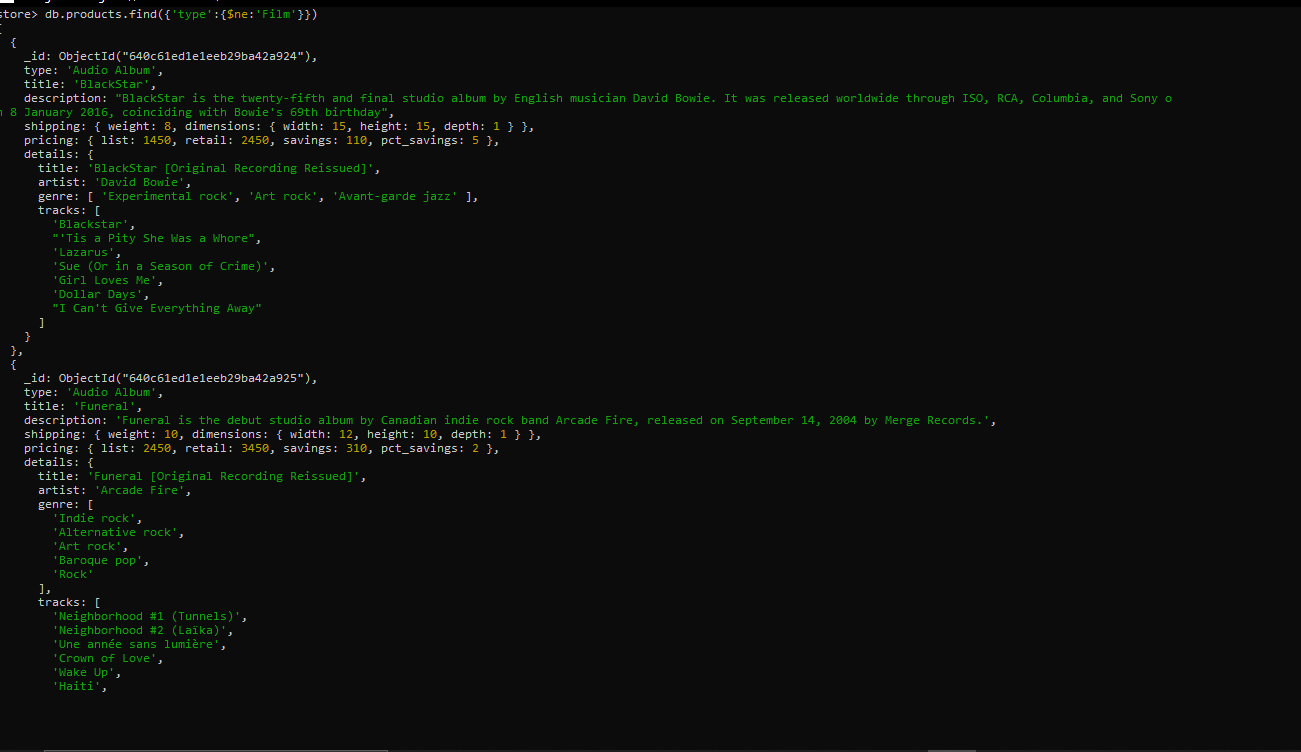 store> db.products.find({'type':{$ne:'Film'}})
[
{
_id: ObjectId("640c61ed1e1eeb29ba42a924"),
type: 'Audio Album',
title: 'BlackStar',
description: "BlackStar is the twenty-fifth and final studio album by English musician David Bowie. It was released worldwide through ISO, RCA, Columbia, and Sony o
n 8 January 2016, coinciding with Bowie's 69th birthday",
shipping: { weight: 8, dimensions: { width: 15, height: 15, depth: 1 } },
pricing: { list: 1450, retail: 2450, savings: 110, pct_savings: 5 },
details: {
title: 'BlackStar [Original Recording Reissued]',
artist: 'David Bowie',
genre: [ 'Experimental rock', 'Art rock', 'Avant-garde jazz' ],
tracks: [
'Blackstar',
"'Tis a Pity She Was a Whore",
'Lazarus',
'Sue (Or in a Season of Crime)',
'Girl Loves Me',
'Dollar Days',
"I Can't Give Everything Away"
]
}
},
{
_id: ObjectId("640c61ed1e1eeb29ba42a925"),
type: 'Audio Album',
title: 'Funeral',
description: 'Funeral is the debut studio album by Canadian indie rock band Arcade Fire, released on September 14, 2004 by Merge Records.',
shipping: { weight: 10, dimensions: { width: 12, height: 10, depth: 1 } },
pricing: { list: 2450, retail: 3450, savings: 310, pct_savings: 2 },
details: {
title: 'Funeral [Original Recording Reissued]',
artist: 'Arcade Fire',
genre: [
'Indie rock',
'Alternative rock',
'Art rock',
'Baroque pop',
'Rock'
],
tracks: [
'Neighborhood #1 (Tunnels)',
'Neighborhood #2 (Laïka)',
'Une année sans lumière',
'Crown of Love',
'Wake Up',
'Haiti',